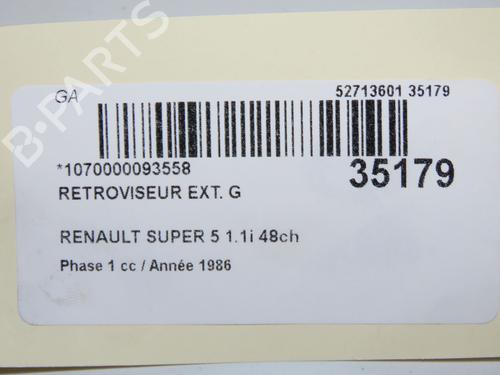 GA
52713601 35179
*1070000093558
35179
RETROVISEUR EXT. G
RENAULT SUPER 5 1.1i 48ch
Phase 1 cc / Année 1986
B-PARTS